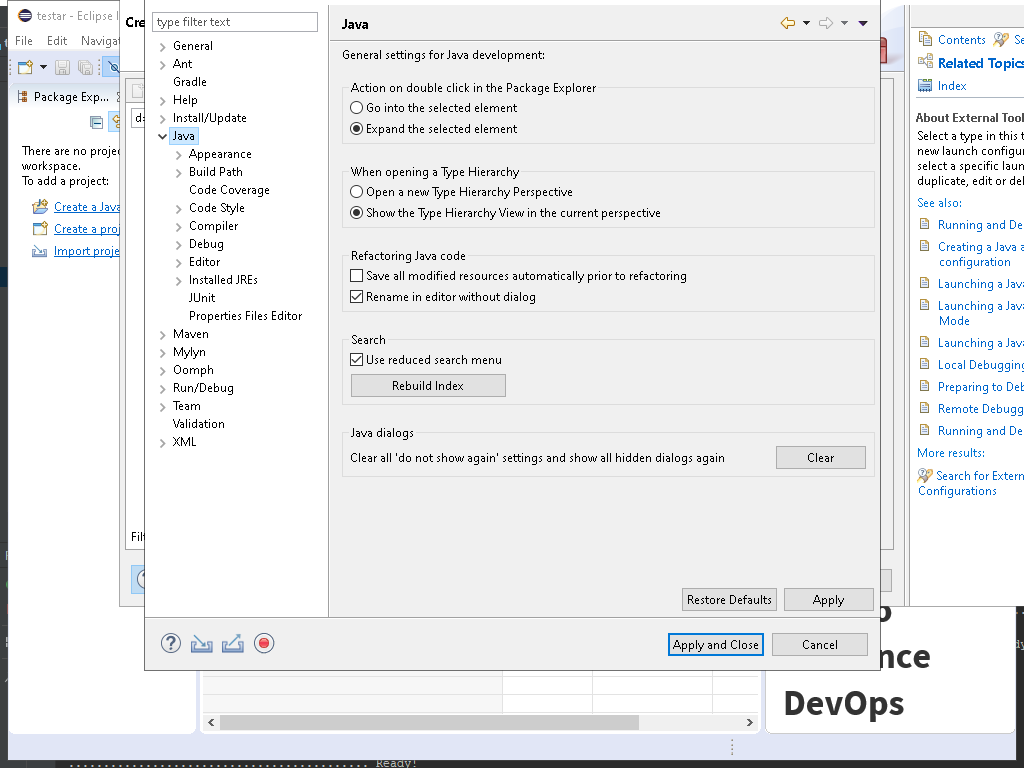 testar - Eclipse I
File Edit Navigat
Package Exp...
There are no projec
workspace.
To add a project:
Create a Java
Create a proj
Import proje
Cre
type filter text
General
Ant
Gradle
Help
Install/Update
Java
Appearance
Build Path
Code Coverage
Code Style
Compiler
Debug
Editor
Installed JREs
JUnit
Properties Files Editor
Maven
Mylyn
Oomph
Run/Debug
Team
Validation
XML
Java
General settings for Java development:
Action on double click in the Package Explorer
Go into the selected element
Expand the selected element
When opening a Type Hierarchy
Open a new Type Hierarchy Perspective
Show the Type Hierarchy View in the current perspective
Refactoring Java code
Save all modified resources automatically prior to refactoring
Rename in editor without dialog
Search
Use reduced search menu
Rebuild Index
Java dialogs
Clear all 'do not show again' settings and show all hidden dialogs again
Clear
Restore Defaults
Apply
Apply and Close
Cancel
Contents Se
Related Topics
Index
About External Tool
Select a type in this t
new launch configur
select a specific laun
duplicate, edit or del
See also:
Running and De
Creating a Java a
configuration
Launching a Java
Launching a Java
Mode
Launching a Java
Local Debugging
Preparing to Deb
Remote Debugg
Running and De
More results:
Search for Extern
Configurations
Filt
nce
DevOps
Ready!